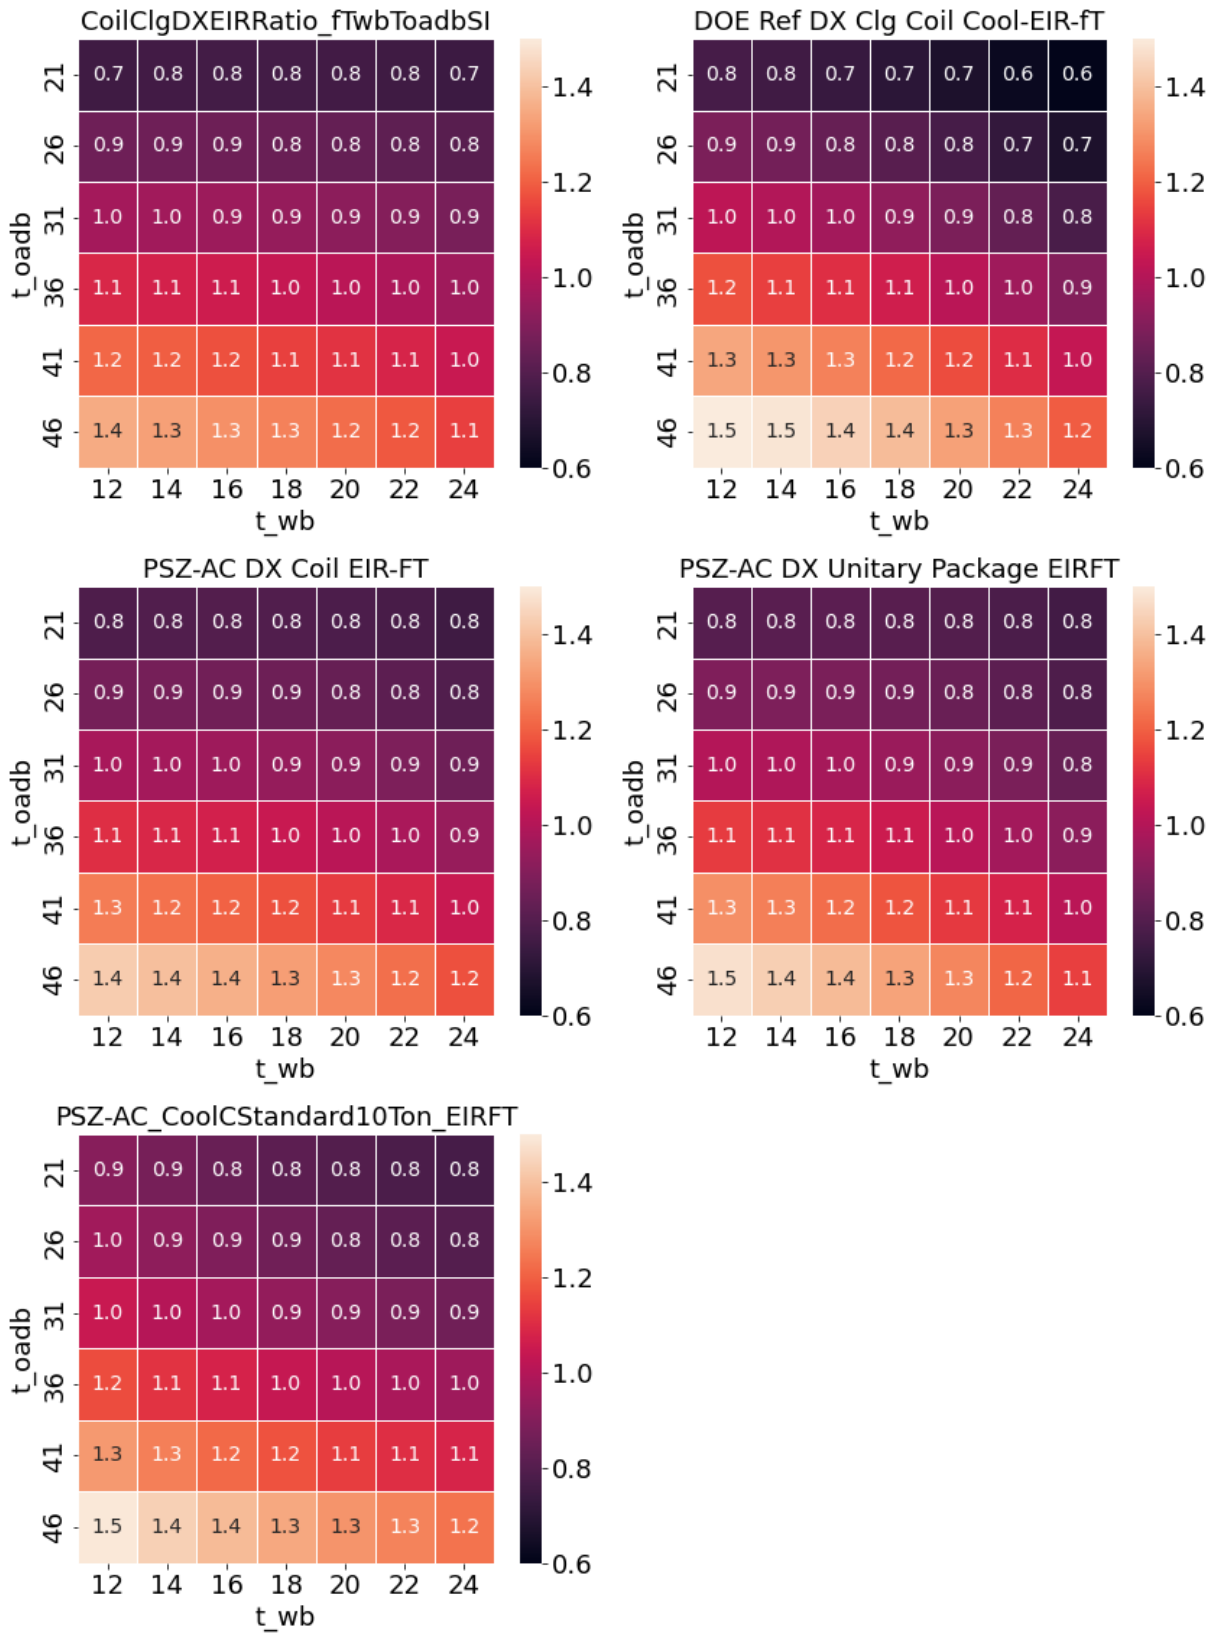 CoilClgDXEIRRatio_fTwbToadbSI
21 0.7 0.8 0.8 0.8 0.8 0.8 0.7
26 0.9 0.9 0.9 0.8 0.8 0.8 0.8
31 1.0 1.0 0.9 0.9 0.9 0.9 0.9
36 1.1 1.1 1.1 1.0 1.0 1.0 1.0
41 1.2 1.2 1.2 1.1 1.1 1.1 1.0
46 1.4 1.3 1.3 1.3 1.2 1.2 1.1
12 14 16 18 20 22 24
t_wb
t_oadb
1.4
1.2
1.0
0.8
0.6
DOE Ref DX Clg Coil Cool-EIR-fT
21 0.8 0.8 0.7 0.7 0.7 0.6 0.6
26 0.9 0.9 0.8 0.8 0.8 0.7 0.7
31 1.0 1.0 1.0 0.9 0.9 0.8 0.8
36 1.2 1.1 1.1 1.1 1.0 1.0 0.9
41 1.3 1.3 1.3 1.2 1.2 1.1 1.0
46 1.5 1.5 1.4 1.4 1.3 1.3 1.2
12 14 16 18 20 22 24
t_wb
t_oadb
1.4
1.2
1.0
0.8
0.6
PSZ-AC DX Coil EIR-FT
21 0.8 0.8 0.8 0.8 0.8 0.8 0.8
26 0.9 0.9 0.9 0.9 0.8 0.8 0.8
31 1.0 1.0 1.0 0.9 0.9 0.9 0.9
36 1.1 1.1 1.1 1.0 1.0 1.0 0.9
41 1.3 1.2 1.2 1.2 1.1 1.1 1.0
46 1.4 1.4 1.4 1.3 1.3 1.2 1.2
12 14 16 18 20 22 24
t_wb
t_oadb
1.4
1.2
1.0
0.8
0.6
PSZ-AC DX Unitary Package EIRFT
21 0.8 0.8 0.8 0.8 0.8 0.8 0.8
26 0.9 0.9 0.9 0.9 0.8 0.8 0.8
31 1.0 1.0 1.0 0.9 0.9 0.9 0.8
36 1.1 1.1 1.1 1.1 1.0 1.0 0.9
41 1.3 1.3 1.2 1.2 1.1 1.1 1.0
46 1.5 1.4 1.4 1.3 1.3 1.2 1.1
12 14 16 18 20 22 24
t_wb
t_oadb
1.4
1.2
1.0
0.8
0.6
PSZ-AC_CoolCStandard10Ton_EIRFT
21 0.9 0.9 0.8 0.8 0.8 0.8 0.8
26 1.0 0.9 0.9 0.9 0.8 0.8 0.8
31 1.0 1.0 1.0 0.9 0.9 0.9 0.9
36 1.2 1.1 1.1 1.0 1.0 1.0 1.0
41 1.3 1.3 1.2 1.2 1.1 1.1 1.1
46 1.5 1.4 1.4 1.3 1.3 1.3 1.2
12 14 16 18 20 22 24
t_wb
t_oadb
1.4
1.2
1.0
0.8
0.6